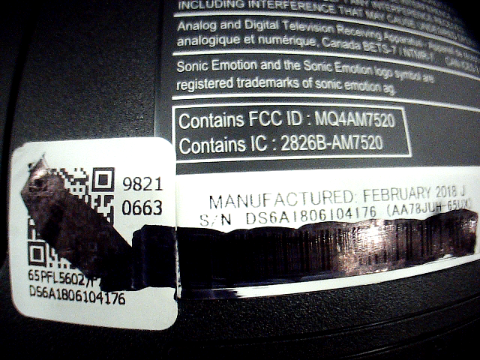 INCLUDING INTERFERENCE THAT MAY CAUSE
Analog and Digital Television Receiving Apparatus
analogique et numérique, Canada BETS-7 / NTMR-7
Sonic Emotion and the Sonic Emotion logo symbol are
registered trademarks of sonic emotion ag.
Contains FCC ID : MQ4AM7520
Contains IC : 2826B-AM7520
MANUFACTURED: FEBRUARY 2018 J
S/N DS6A1806104176 (AA78JUH-65UX)
9821
0663
65PFL5602/F
DS6A1806104176